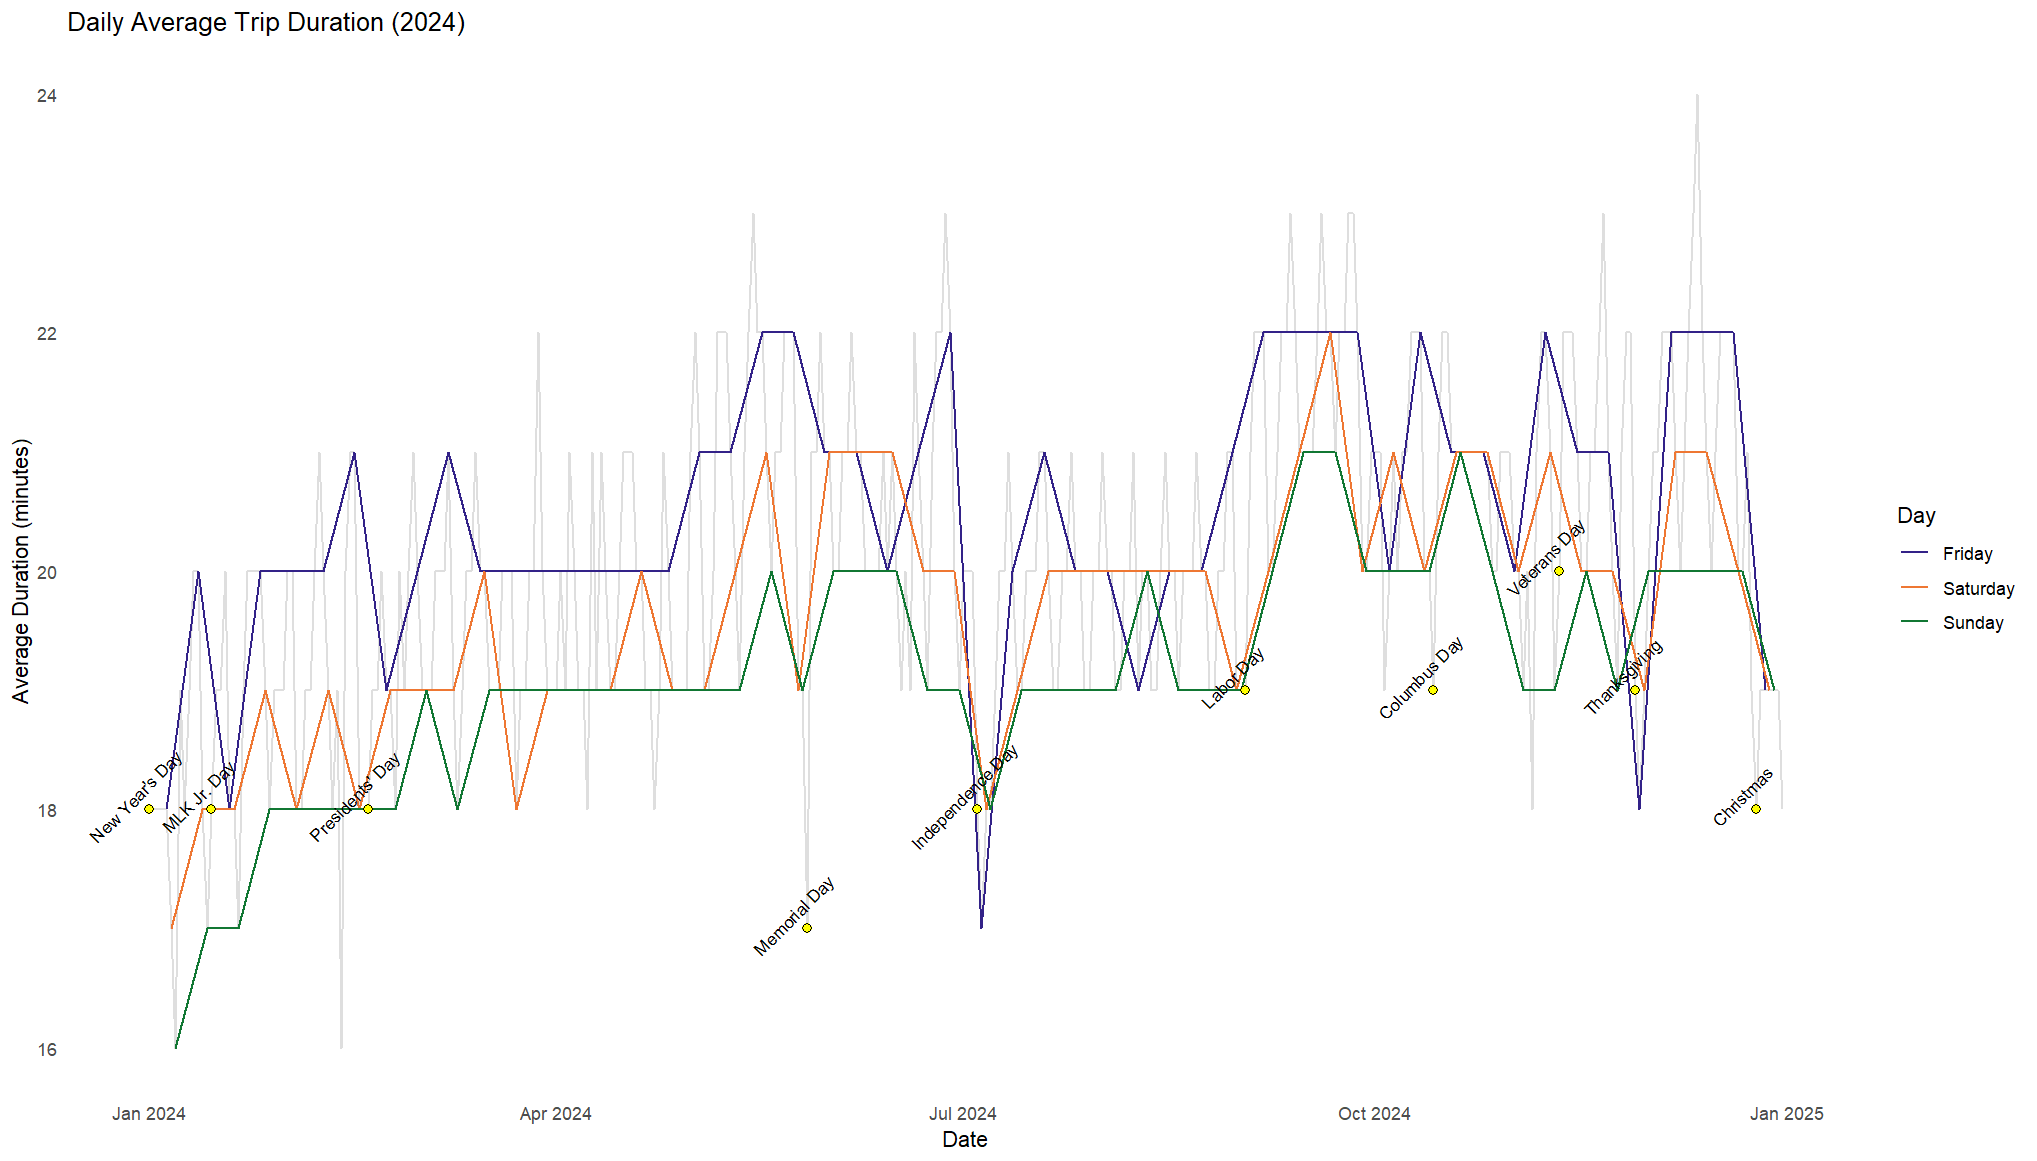 Daily Average Trip Duration (2024)
24
22
20
18
16
Average Duration (minutes)
New Year's Day
MLK Jr. Day
Presidents' Day
Memorial Day
Independence Day
Labor Day
Columbus Day
Veterans Day
Thanksgiving
Christmas
Jan 2024
Apr 2024
Jul 2024
Oct 2024
Jan 2025
Date
Day
Friday
Saturday
Sunday